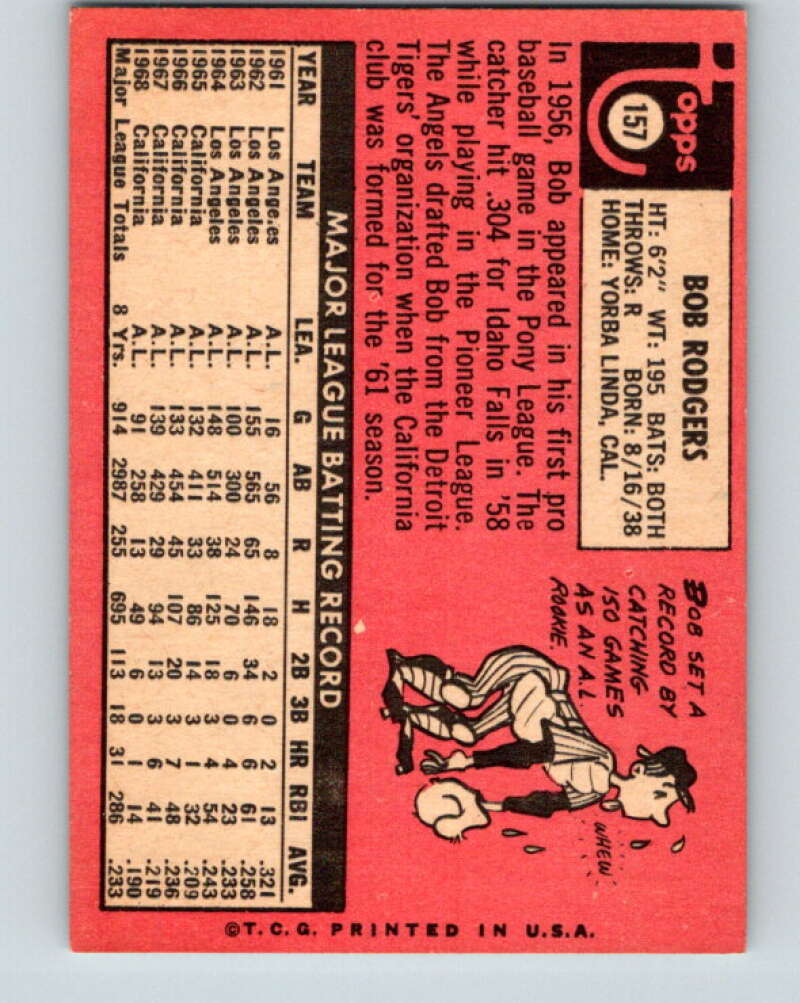 Topps
157
BOB RODGERS
HT: 6'2" WT: 195 BATS: BOTH
THROWS: R BORN: 8/16/38
HOME: YORBA LINDA, CAL.
In 1956, Bob appeared in his first pro
baseball game in the Pony League. The
catcher hit .304 for Idaho Falls in '58
while playing in the Pioneer League.
The Angels drafted Bob from the Detroit
Tigers' organization when the California
club was formed for the '61 season.
BOB SET A
RECORD BY
CATCHING
150 GAMES
AS AN A.L.
ROOKIE.
WHEW!
MAJOR LEAGUE BATTING RECORD
YEAR TEAM LEA. G AB R H 2B 3B HR RBI AVG.
1961 Los Angeles A.L. 16 56 8 18 2 0 2 13 .321
1962 Los Angeles A.L. 155 565 65 146 34 6 6 61 .258
1963 Los Angeles A.L. 100 300 24 70 6 0 4 23 .233
1964 Los Angeles A.L. 148 514 38 125 18 3 4 54 .243
1965 California A.L. 132 411 33 86 14 3 1 32 .209
1966 California A.L. 133 454 45 107 20 3 7 48 .236
1967 California A.L. 139 429 29 94 13 3 6 41 .219
1968 California A.L. 91 258 13 49 6 0 1 14 .190
Major League Totals 8 Yrs. 914 2987 255 695 113 18 31 286 .233
©T.C.G. PRINTED IN U.S.A.